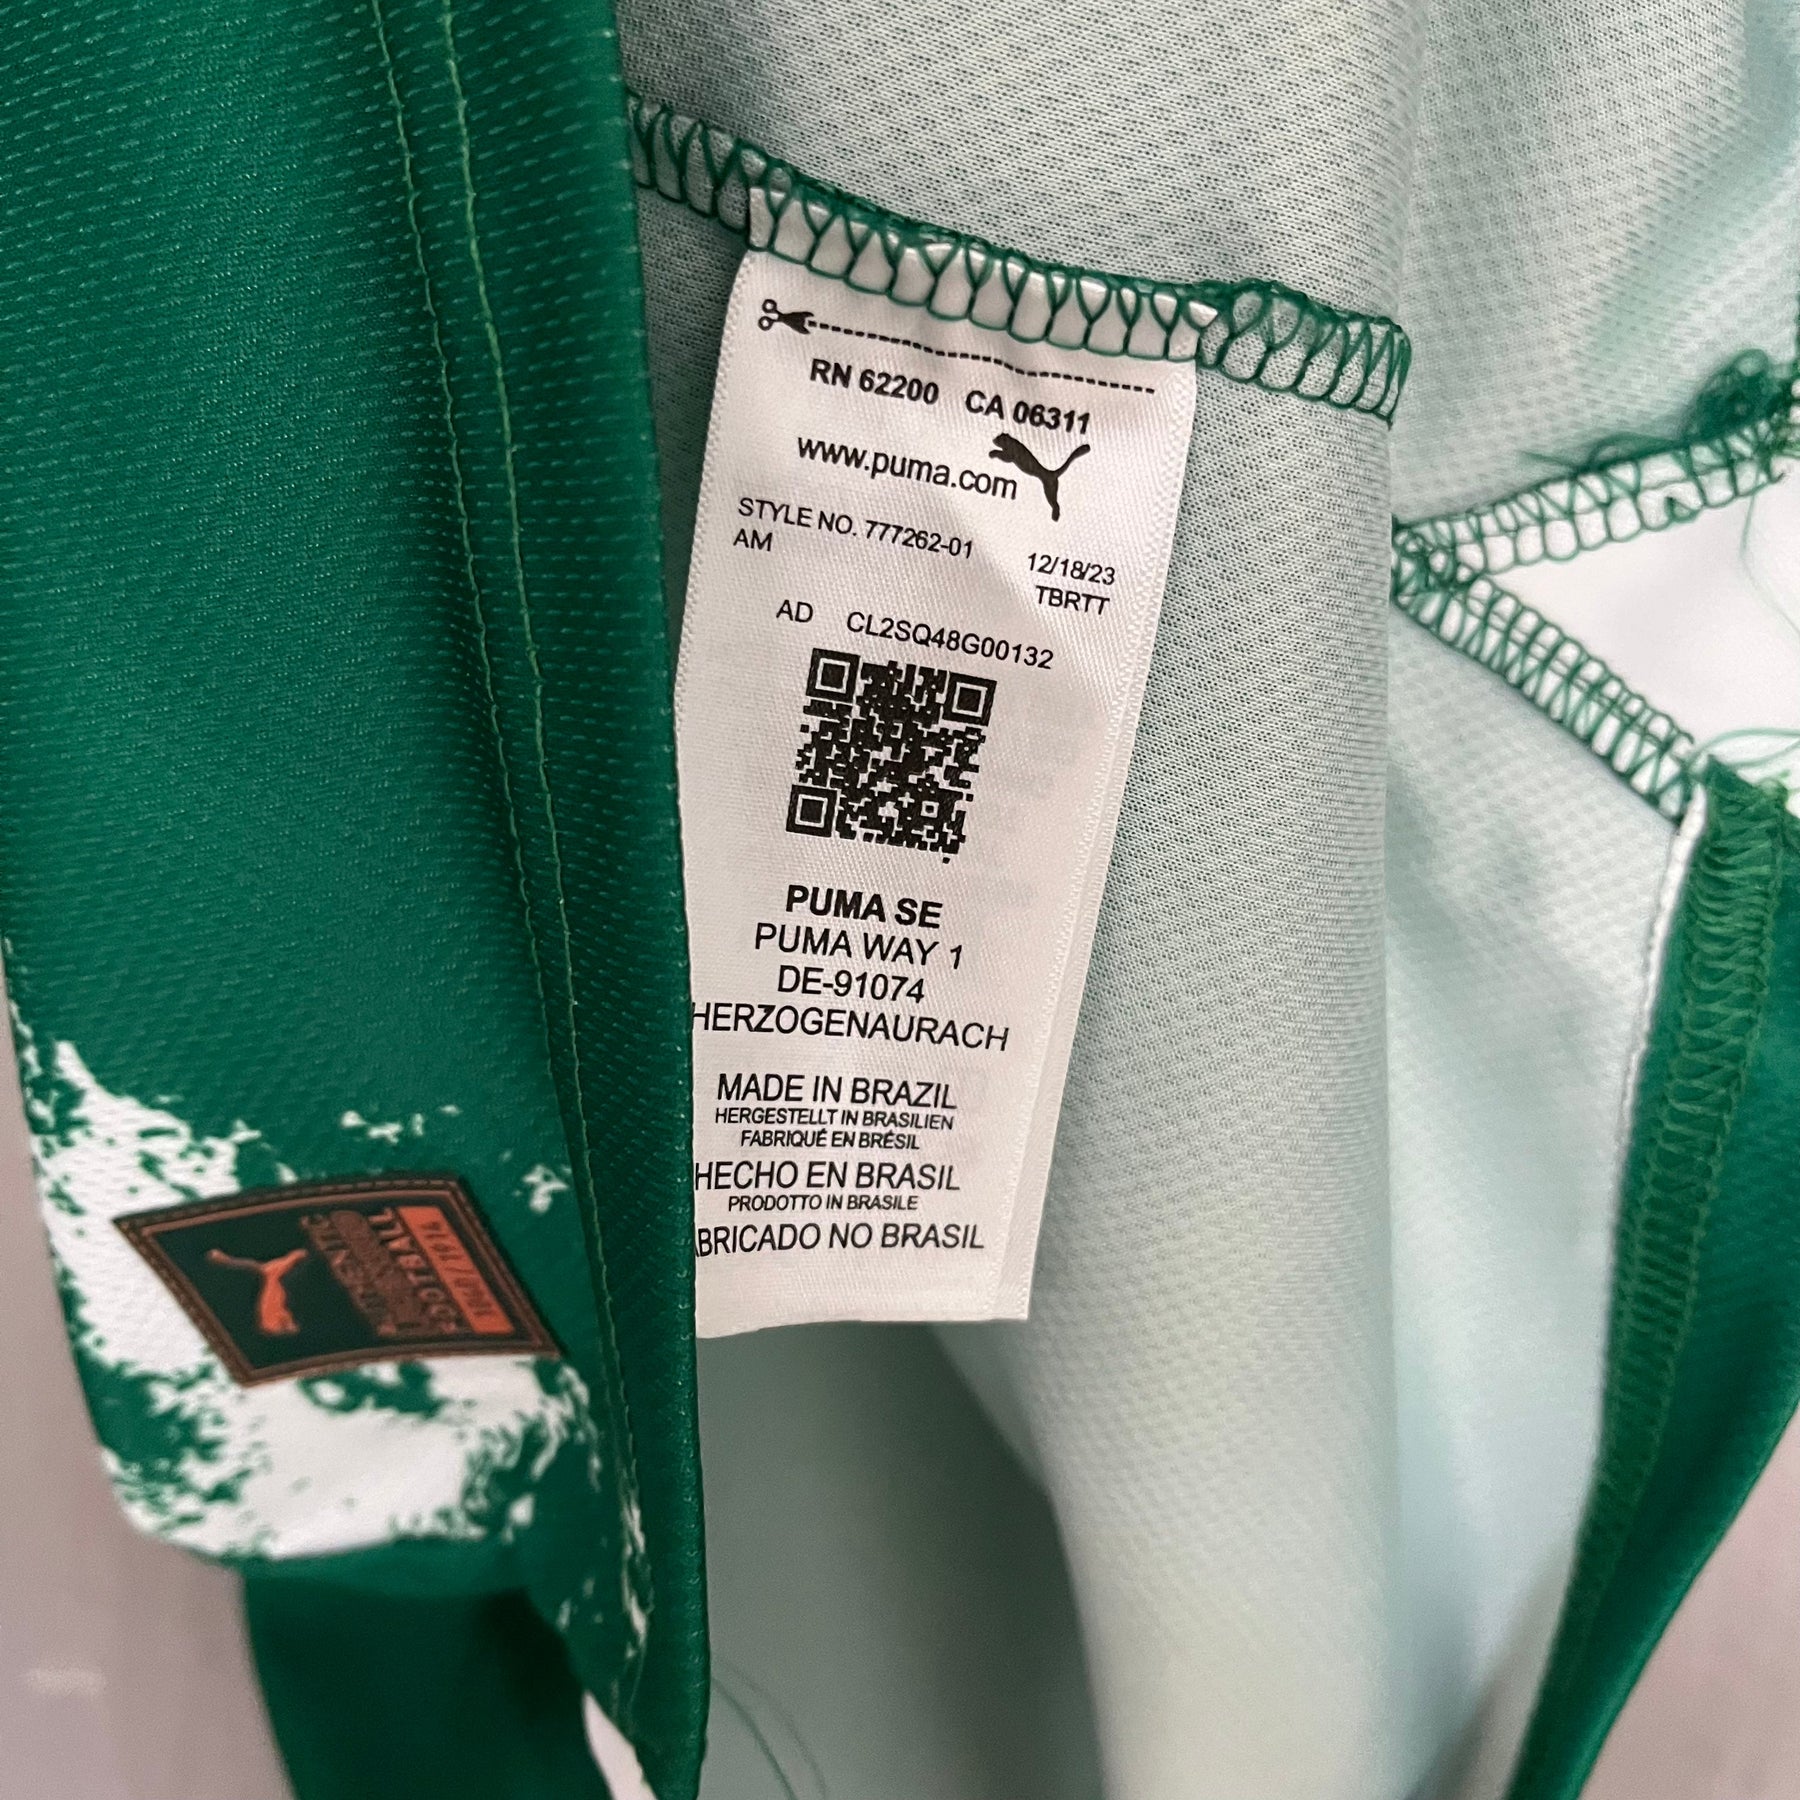 RN 62200 CA 06311
www.puma.com
STYLE NO. 777262-01 12/18/23
AM TBRTT
AD CL2SQ48G00132
PUMA SE
PUMA WAY 1
DE-91074
HERZOGENAURACH
MADE IN BRAZIL
HERGESTELLT IN BRASILIEN
FABRIQUÉ EN BRÉSIL
HECHO EN BRASIL
PRODOTTO IN BRASILE
ABRICADO NO BRASIL
FOOTBALL